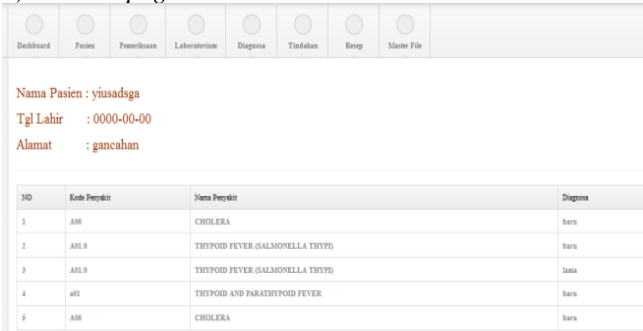 Dashboard Pasien Pemeriksaan Laboratorium Diagnosa Tindakan Resep Master File
Nama Pasien : yiusadsga
Tgl Lahir : 0000-00-00
Alamat : gancahan
NO Kode Penyakit Nama Penyakit Diagnosa
1 A00 CHOLERA baru
2 A01.0 THYPOID FEVER (SALMONELLA THYPI) baru
3 A01.0 THYPOID FEVER (SALMONELLA THYPI) lama
4 a01 THYPOID AND PARATHYPOID FEVER baru
5 A00 CHOLERA baru